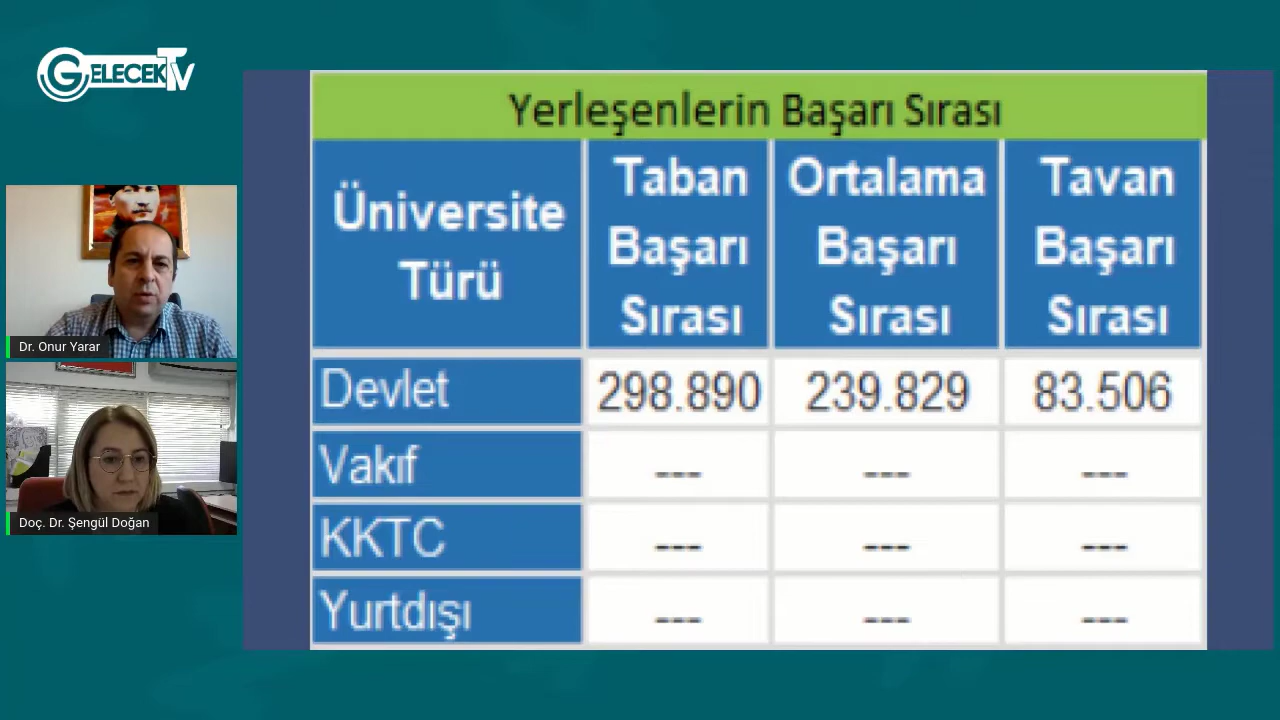 GELECEK TV
Yerleşenlerin Başarı Sırası
Üniversite Türü
Taban Başarı Sırası
Ortalama Başarı Sırası
Tavan Başarı Sırası
Devlet 298.890 239.829 83.506
Vakıf --- --- ---
KKTC --- --- ---
Yurtdışı --- --- ---
Dr. Onur Yarar
Doç. Dr. Şengül Doğan